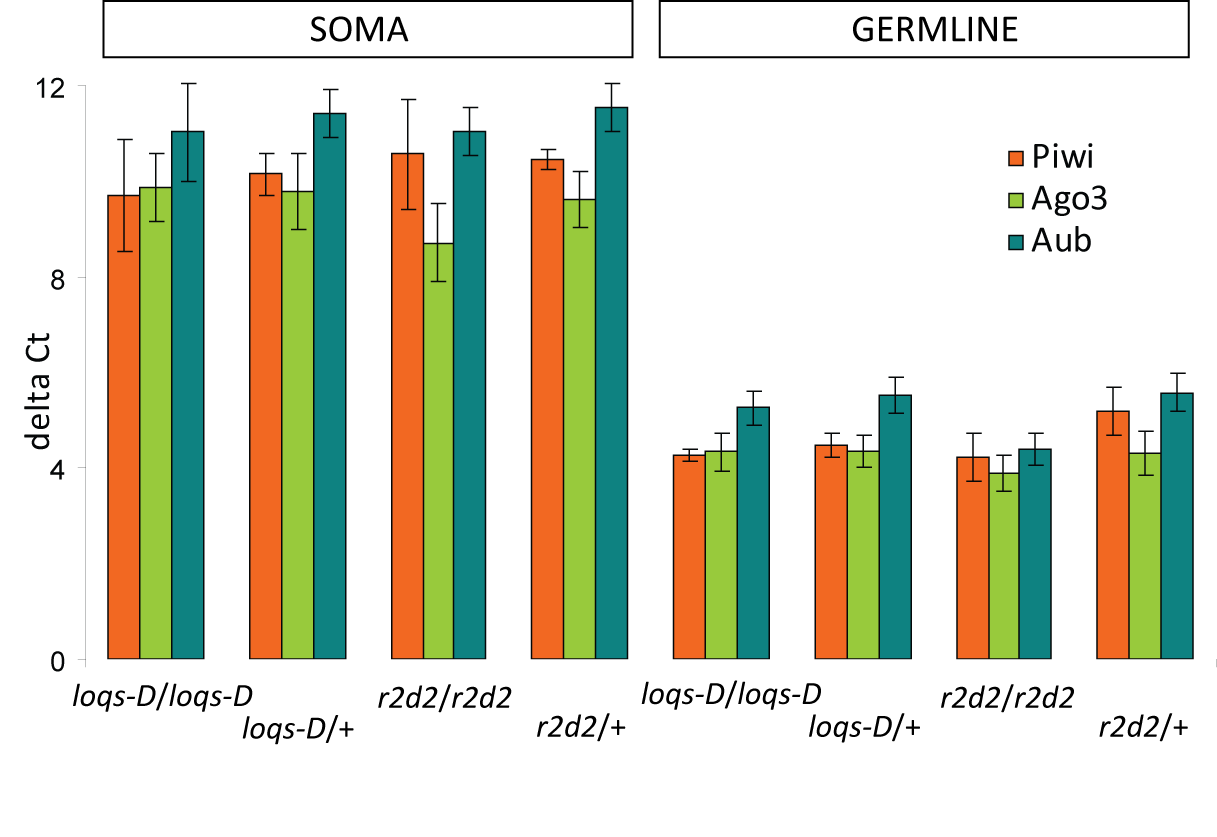 SOMA
GERMLINE
12
8
4
0
delta Ct
Piwi
Ago3
Aub
loqs-D/loqs-D
loqs-D/+
r2d2/r2d2
r2d2/+
loqs-D/loqs-D
loqs-D/+
r2d2/r2d2
r2d2/+